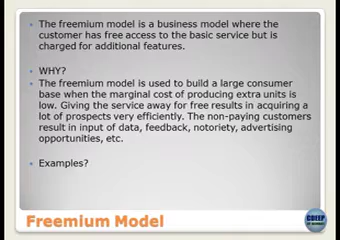 The freemium model is a business model where the
customer has free access to the basic service but is
charged for additional features.
WHY?
The freemium model is used to build a large consumer
base when the marginal cost of producing extra units is
low. Giving the service away for free results in acquiring a
lot of prospects very efficiently. The non-paying customers
result in input of data, feedback, notoriety, advertising
opportunities, etc.
Examples?
Freemium Model
CDEEP
IIT BOMBAY